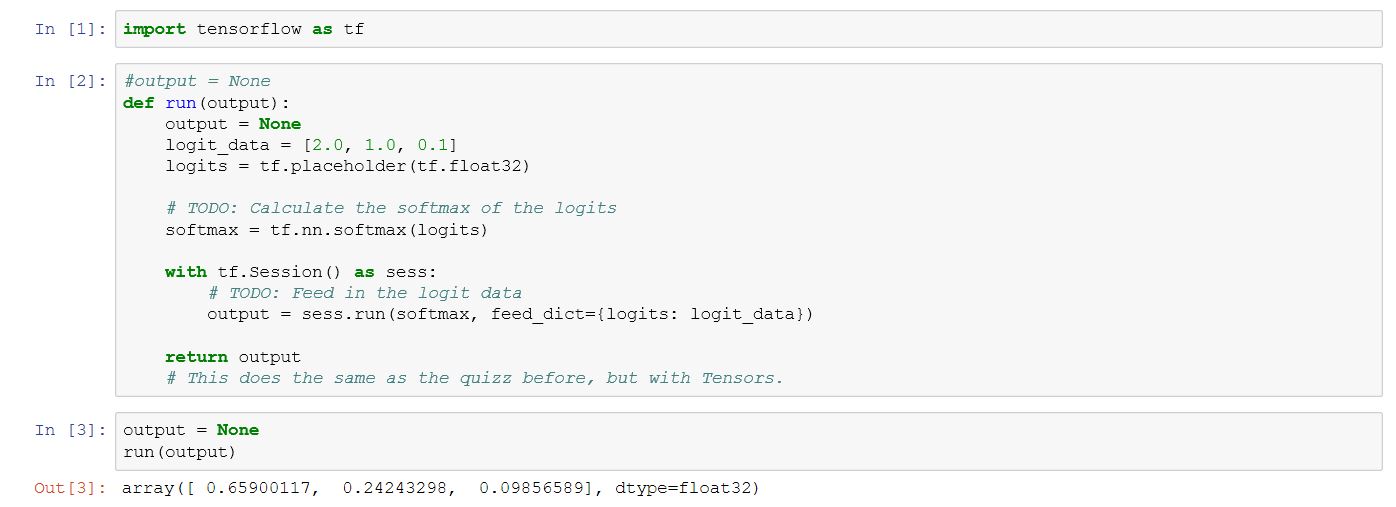 In [1]: import tensorflow as tf
In [2]: #output = None
def run(output):
    output = None
    logit_data = [2.0, 1.0, 0.1]
    logits = tf.placeholder(tf.float32)
    # TODO: Calculate the softmax of the logits
    softmax = tf.nn.softmax(logits)
    with tf.Session() as sess:
        # TODO: Feed in the logit data
        output = sess.run(softmax, feed_dict={logits: logit_data})
    return output
    # This does the same as the quizz before, but with Tensors.
In [3]: output = None
run(output)
Out[3]: array([ 0.65900117,  0.24243298,  0.09856589], dtype=float32)